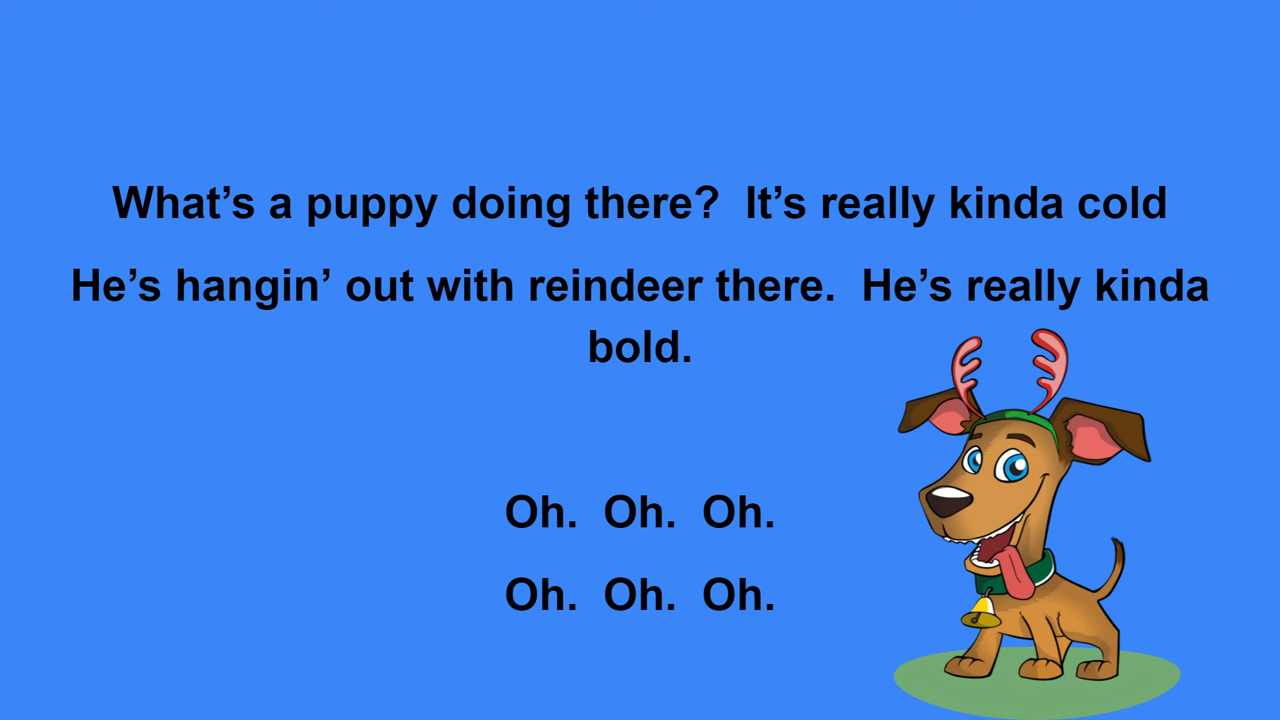 What’s a puppy doing there?  It’s really kinda cold
He’s hangin’ out with reindeer there.  He’s really kinda
bold.
Oh.  Oh.  Oh.
Oh.  Oh.  Oh.